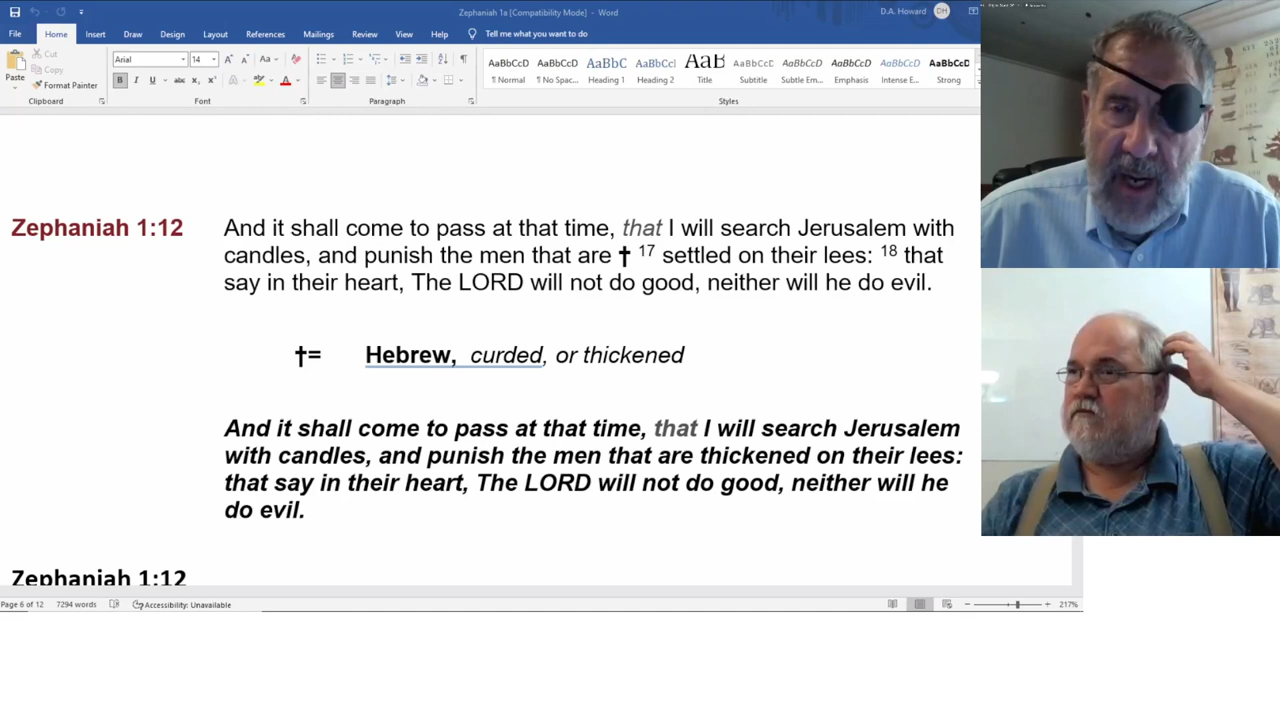 Zephaniah 1a [Compatibility Mode] - Word
D.A. Howard DH
File Home Insert Draw Design Layout References Mailings Review View Help Tell me what you want to do
Paste
Cut
Copy
Format Painter
Clipboard
Arial 14
Font
Paragraph
AaBbCcD AaBbCcD AaBbC AaBbCcI AaB AaBbCcD AaBbCcD AaBbCcD AaBbCcD AaBbCcD
¶ Normal ¶ No Spac... Heading 1 Heading 2 Title Subtitle Subtle Em... Emphasis Intense E... Strong
Styles
Zephaniah 1:12 And it shall come to pass at that time, that I will search Jerusalem with
candles, and punish the men that are † 17 settled on their lees: 18 that
say in their heart, The LORD will not do good, neither will he do evil.
†= Hebrew, curded, or thickened
And it shall come to pass at that time, that I will search Jerusalem
with candles, and punish the men that are thickened on their lees:
that say in their heart, The LORD will not do good, neither will he
do evil.
Zephaniah 1:12
Page 6 of 12 7294 words Accessibility: Unavailable 217%